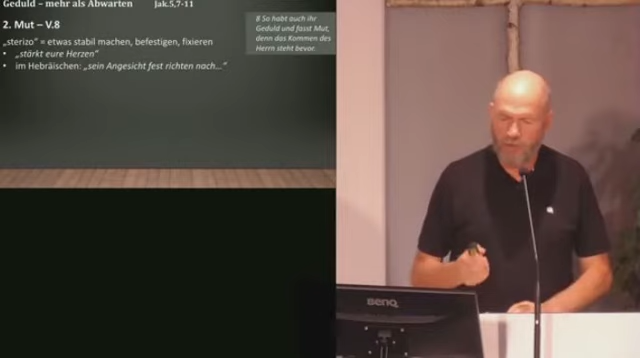 Geduld – mehr als Abwarten Jak.5,7-11
2. Mut – V.8
„sterizo“ = etwas stabil machen, befestigen, fixieren
• „stärkt eure Herzen“
• im Hebräischen: „sein Angesicht fest richten nach…“
8 So habt auch ihr
Geduld und fasst Mut,
denn das Kommen des
Herrn steht bevor.
BENQ